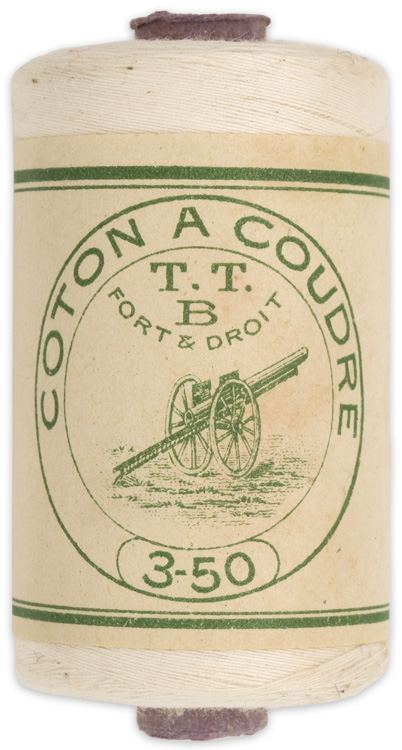 COTON A COUDRE
T. T.
B
FORT & DROIT
3-50